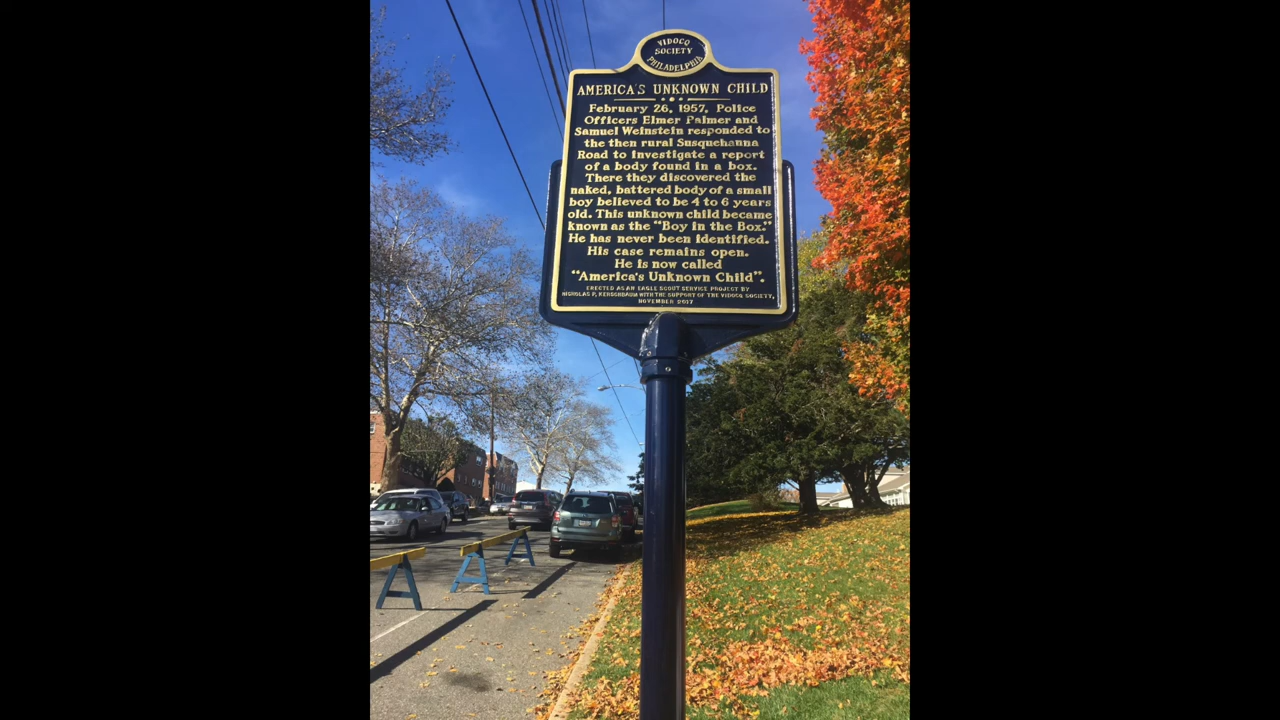 VIDOCQ
SOCIETY
PHILADELPHIA
AMERICA'S UNKNOWN CHILD
February 26, 1957, Police
Officers Elmer Palmer and
Samuel Weinstein responded to
the then rural Susquehanna
Road to investigate a report
of a body found in a box.
There they discovered the
naked, battered body of a small
boy believed to be 4 to 6 years
old. This unknown child became
known as the "Boy in the Box."
He has never been identified.
His case remains open.
He is now called
"America's Unknown Child".
ERECTED AS AN EAGLE SCOUT SERVICE PROJECT BY
NICHOLAS P. KERSCHBAUM WITH THE SUPPORT OF THE VIDOCQ SOCIETY,
NOVEMBER 2017